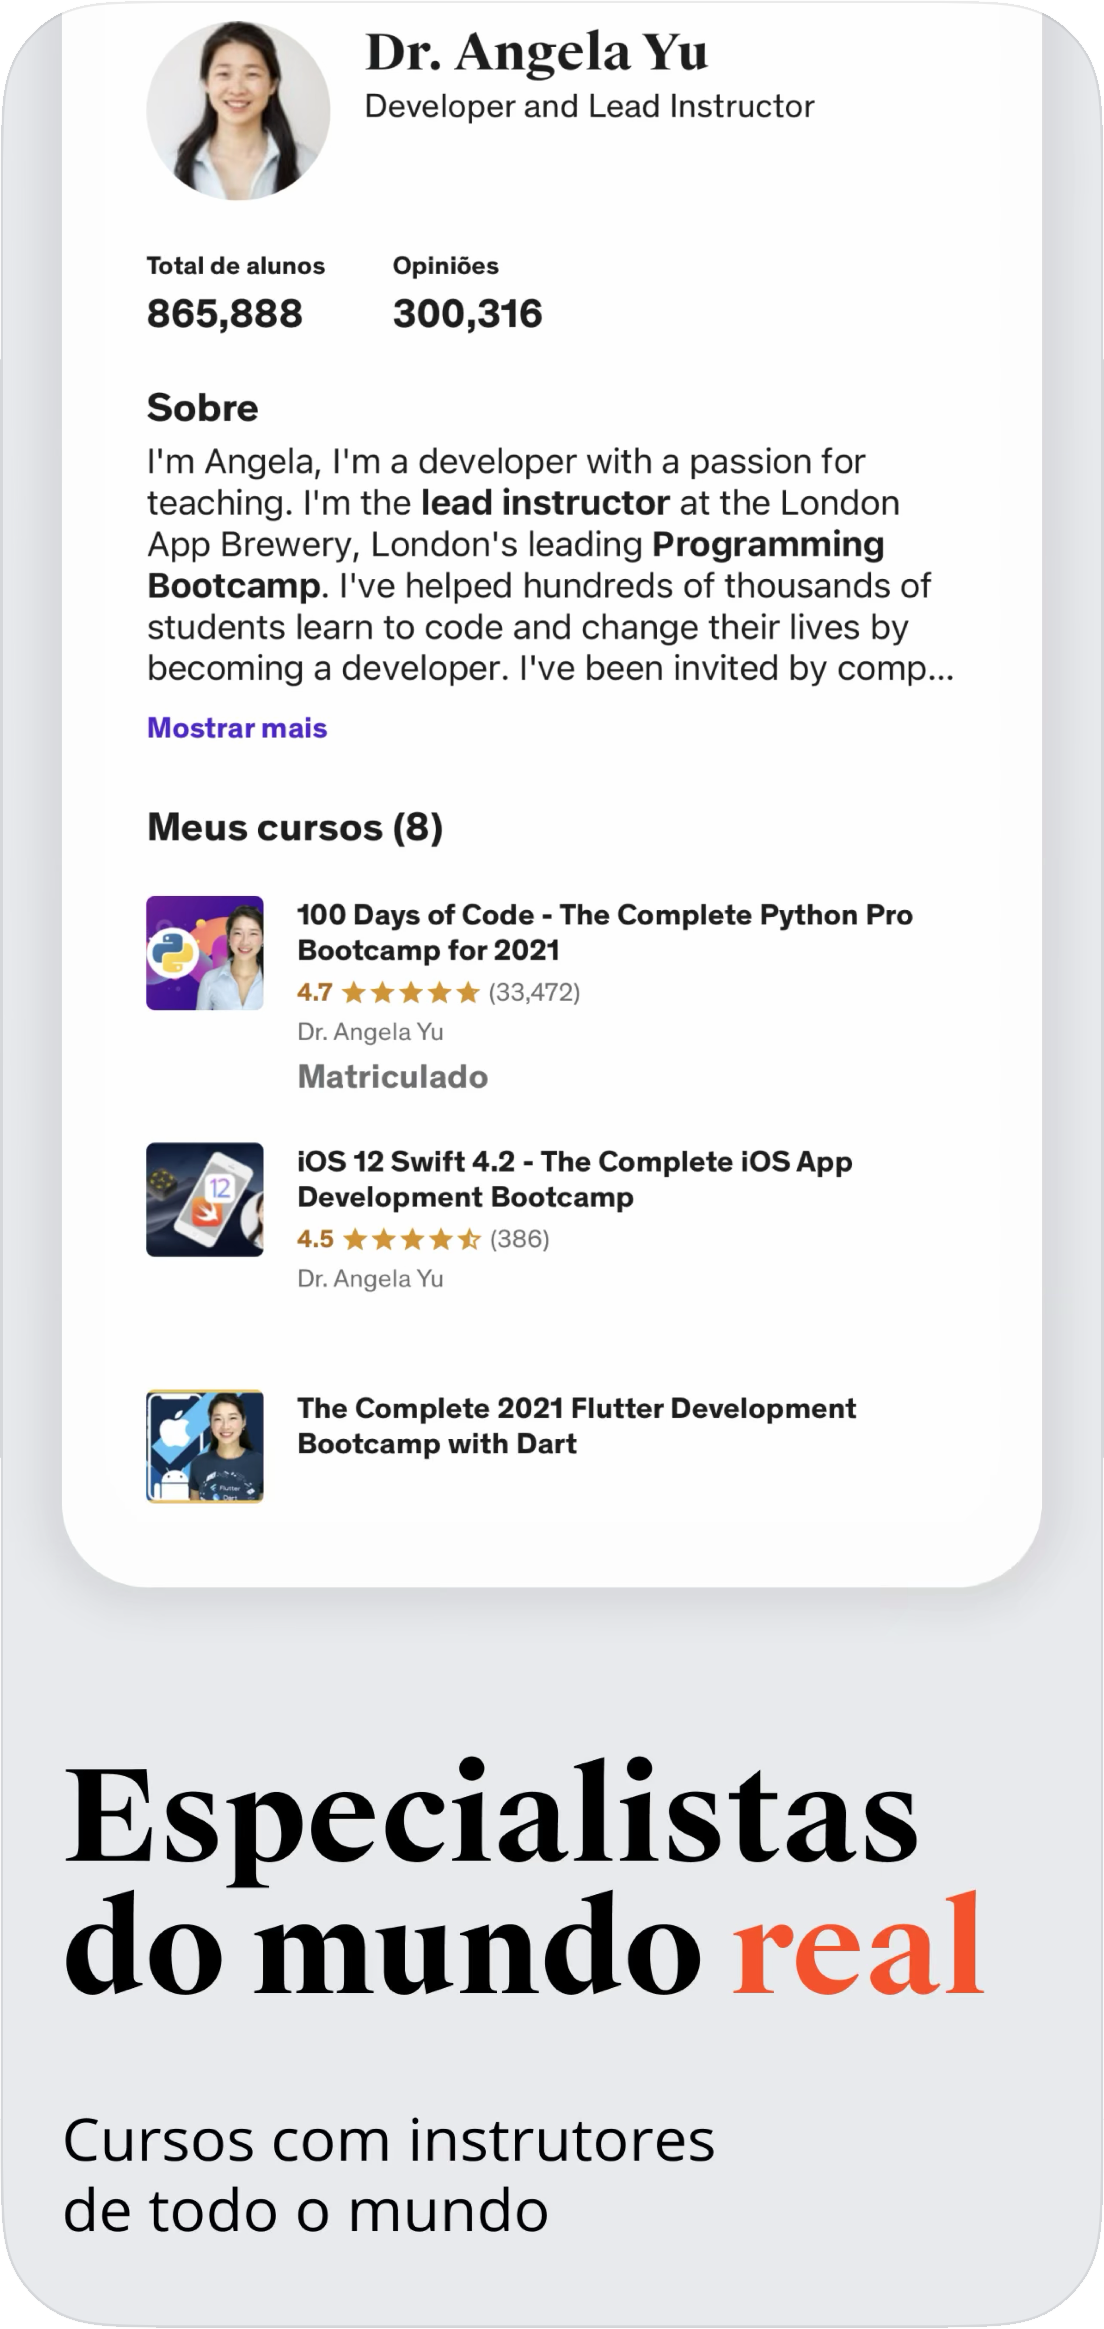 Dr. Angela Yu
Developer and Lead Instructor
Total de alunos Opiniões
865,888 300,316
Sobre
I'm Angela, I'm a developer with a passion for
teaching. I'm the lead instructor at the London
App Brewery, London's leading Programming
Bootcamp. I've helped hundreds of thousands of
students learn to code and change their lives by
becoming a developer. I've been invited by comp...
Mostrar mais
Meus cursos (8)
100 Days of Code - The Complete Python Pro
Bootcamp for 2021
4.7 (33,472)
Dr. Angela Yu
Matriculado
12
iOS 12 Swift 4.2 - The Complete iOS App
Development Bootcamp
4.5 (386)
Dr. Angela Yu
The Complete 2021 Flutter Development
Bootcamp with Dart
Flutter
Dart
Especialistas
do mundo real
Cursos com instrutores
de todo o mundo